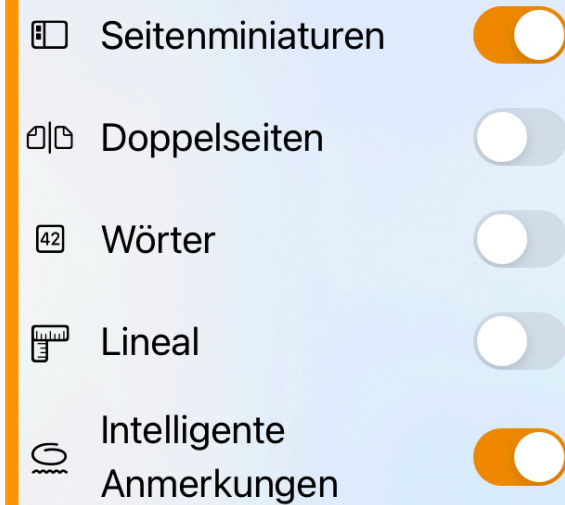 Seitenminiaturen
Doppelseiten
42 Wörter
Lineal
Intelligente
Anmerkungen